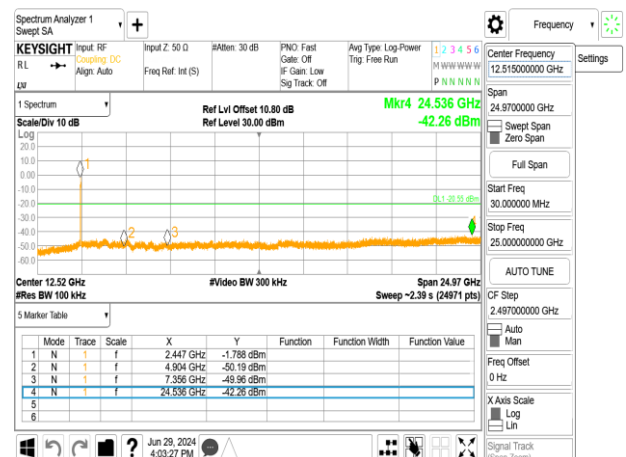 Spectrum Analyzer 1
Swept SA
+
Frequency
KEYSIGHT
RL
LXI
Input: RF
Coupling: DC
Align: Auto
Input Z: 50 Ω
Freq Ref: Int (S)
#Atten: 30 dB
PNO: Fast
Gate: Off
IF Gain: Low
Sig Track: Off
Avg Type: Log-Power
Trig: Free Run
1 2 3 4 5 6
M W W W W W
P N N N N N
1 Spectrum
Scale/Div 10 dB
Ref Lvl Offset 10.80 dB
Ref Level 30.00 dBm
Mkr4 24.536 GHz
-42.26 dBm
Log
20.0
10.0
0.00
-10.0
-20.0
-30.0
-40.0
-50.0
-60.0
1
2
3
DL1 -20.55 dBm
Center 12.52 GHz
#Res BW 100 kHz
#Video BW 300 kHz
Span 24.97 GHz
Sweep ~2.39 s (24971 pts)
5 Marker Table
Mode Trace Scale X Y Function Function Width Function Value
1 N 1 f 2.447 GHz -1.788 dBm
2 N 1 f 4.904 GHz -50.19 dBm
3 N 1 f 7.356 GHz -49.96 dBm
4 N 1 f 24.536 GHz -42.26 dBm
5
6
?
Jun 29, 2024
4:03:27 PM
Center Frequency
12.515000000 GHz
Settings
Span
24.9700000 GHz
Swept Span
Zero Span
Full Span
Start Freq
30.000000 MHz
Stop Freq
25.000000000 GHz
AUTO TUNE
CF Step
2.497000000 GHz
Auto
Man
Freq Offset
0 Hz
X Axis Scale
Log
Lin
Signal Track
(Span Zoom)